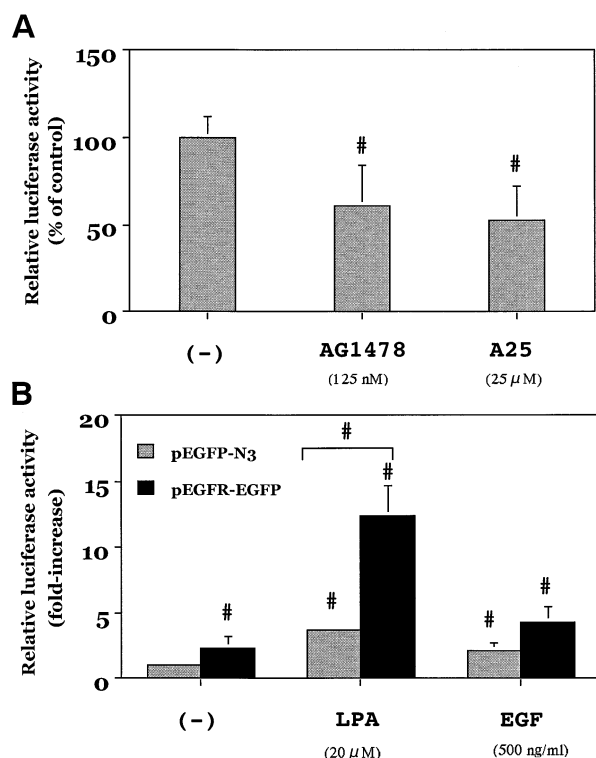 A
Relative luciferase activity
(% of control)
150
100
50
0
#
#
(-) AG1478 A25
(125 nM) (25 μM)
B
Relative luciferase activity
(fold-increase)
20
15
10
5
0
pEGFP-N3
pEGFR-EGFP
#
#
#
#
#
#
(-) LPA EGF
(20 μM) (500 ng/ml)